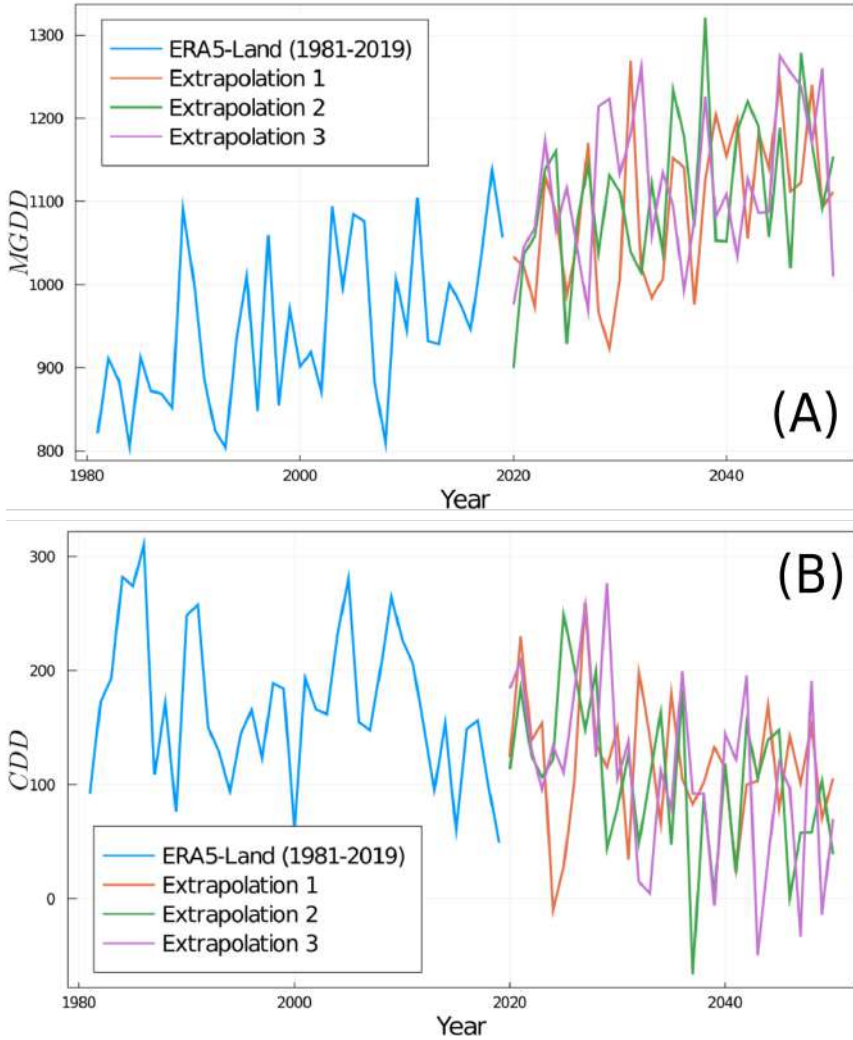 1300
1200
1100
1000
900
800
MGDD
ERA5-Land (1981-2019)
Extrapolation 1
Extrapolation 2
Extrapolation 3
(A)
1980
2000
2020
2040
Year
300
200
100
0
CDD
(B)
ERA5-Land (1981-2019)
Extrapolation 1
Extrapolation 2
Extrapolation 3
1980
2000
2020
2040
Year